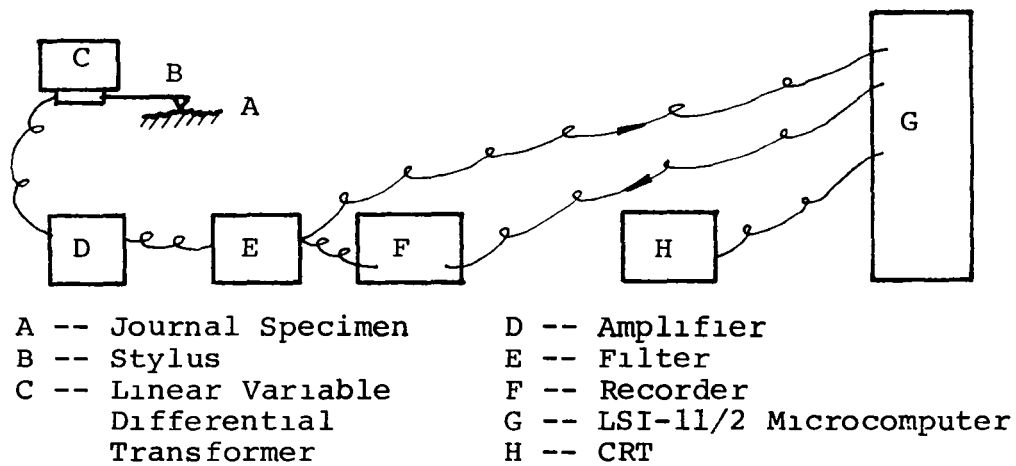 C
B
A
G
D
E
F
H
A -- Journal Specimen
B -- Stylus
C -- Linear Variable
Differential
Transformer
D -- Amplifier
E -- Filter
F -- Recorder
G -- LSI-11/2 Microcomputer
H -- CRT